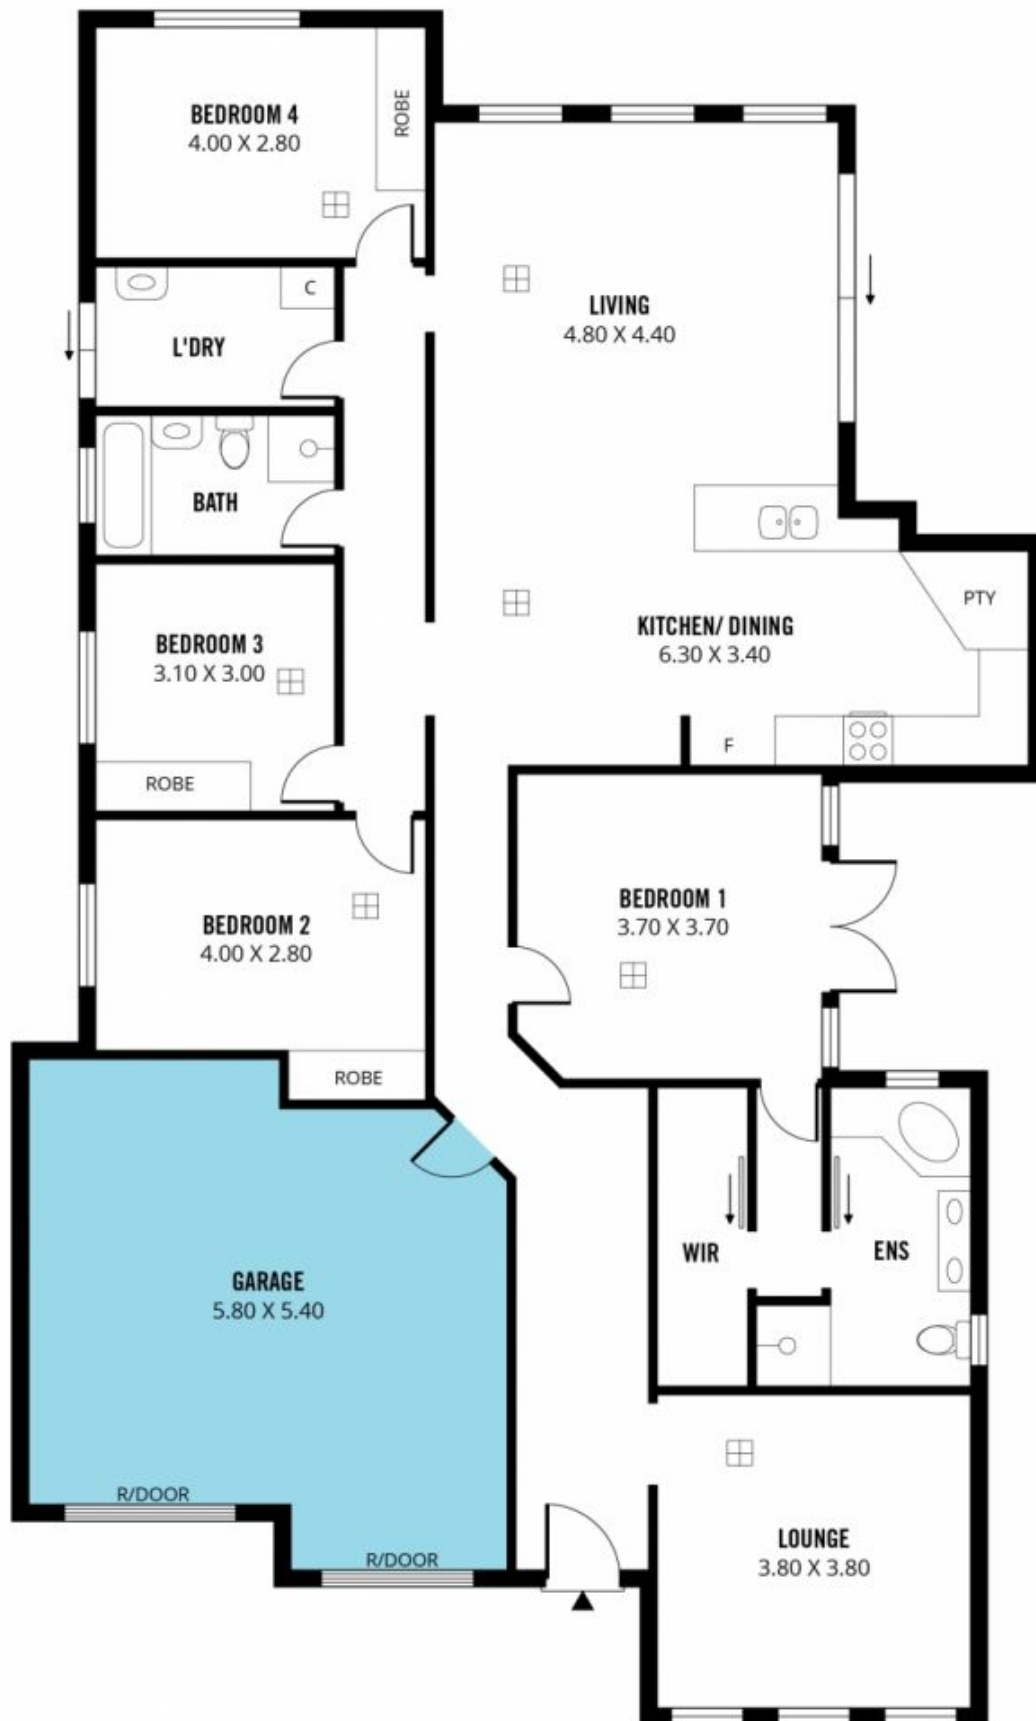 BEDROOM 4
4.00 X 2.80
ROBE
LIVING
4.80 X 4.40
C
L'DRY
BATH
PTY
KITCHEN/ DINING
6.30 X 3.40
BEDROOM 3
3.10 X 3.00
F
ROBE
BEDROOM 1
3.70 X 3.70
BEDROOM 2
4.00 X 2.80
ROBE
WIR
ENS
GARAGE
5.80 X 5.40
R/DOOR
R/DOOR
LOUNGE
3.80 X 3.80